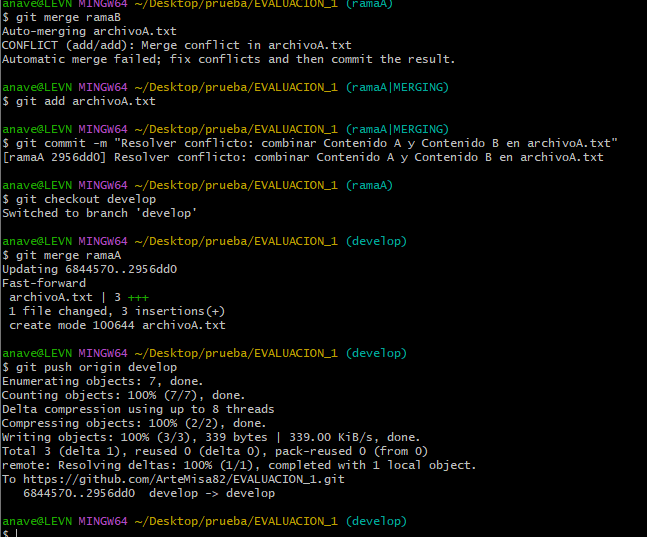 anave@LEVN MINGW64 ~/Desktop/prueba/EVALUACION_1 (ramaA)
$ git merge ramaB
Auto-merging archivoA.txt
CONFLICT (add/add): Merge conflict in archivoA.txt
Automatic merge failed; fix conflicts and then commit the result.
anave@LEVN MINGW64 ~/Desktop/prueba/EVALUACION_1 (ramaA|MERGING)
$ git add archivoA.txt
anave@LEVN MINGW64 ~/Desktop/prueba/EVALUACION_1 (ramaA|MERGING)
$ git commit -m "Resolver conflicto: combinar Contenido A y Contenido B en archivoA.txt"
[ramaA 2956dd0] Resolver conflicto: combinar Contenido A y Contenido B en archivoA.txt
anave@LEVN MINGW64 ~/Desktop/prueba/EVALUACION_1 (ramaA)
$ git checkout develop
Switched to branch 'develop'
anave@LEVN MINGW64 ~/Desktop/prueba/EVALUACION_1 (develop)
$ git merge ramaA
Updating 6844570..2956dd0
Fast-forward
 archivoA.txt | 3 +++
 1 file changed, 3 insertions(+)
 create mode 100644 archivoA.txt
anave@LEVN MINGW64 ~/Desktop/prueba/EVALUACION_1 (develop)
$ git push origin develop
Enumerating objects: 7, done.
Counting objects: 100% (7/7), done.
Delta compression using up to 8 threads
Compressing objects: 100% (2/2), done.
Writing objects: 100% (3/3), 339 bytes | 339.00 KiB/s, done.
Total 3 (delta 1), reused 0 (delta 0), pack-reused 0 (from 0)
remote: Resolving deltas: 100% (1/1), completed with 1 local object.
To https://github.com/ArteMisa82/EVALUACION_1.git
   6844570..2956dd0  develop -> develop
anave@LEVN MINGW64 ~/Desktop/prueba/EVALUACION_1 (develop)
$